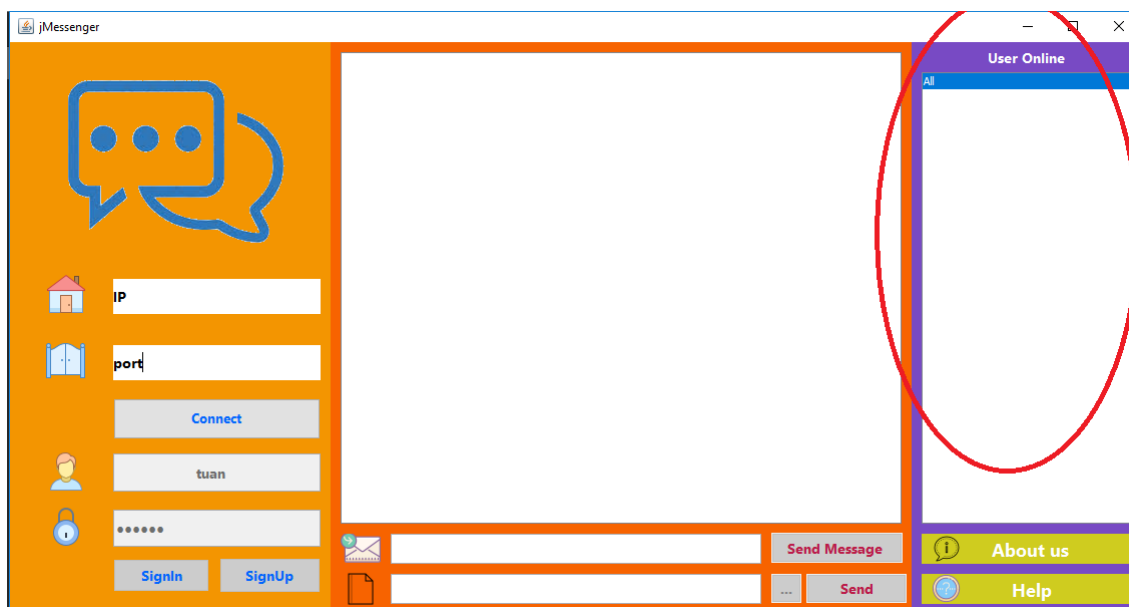 jMessenger
User Online
All
IP
port
Connect
tuan
••••••
SignIn
SignUp
Send Message
...
Send
About us
Help